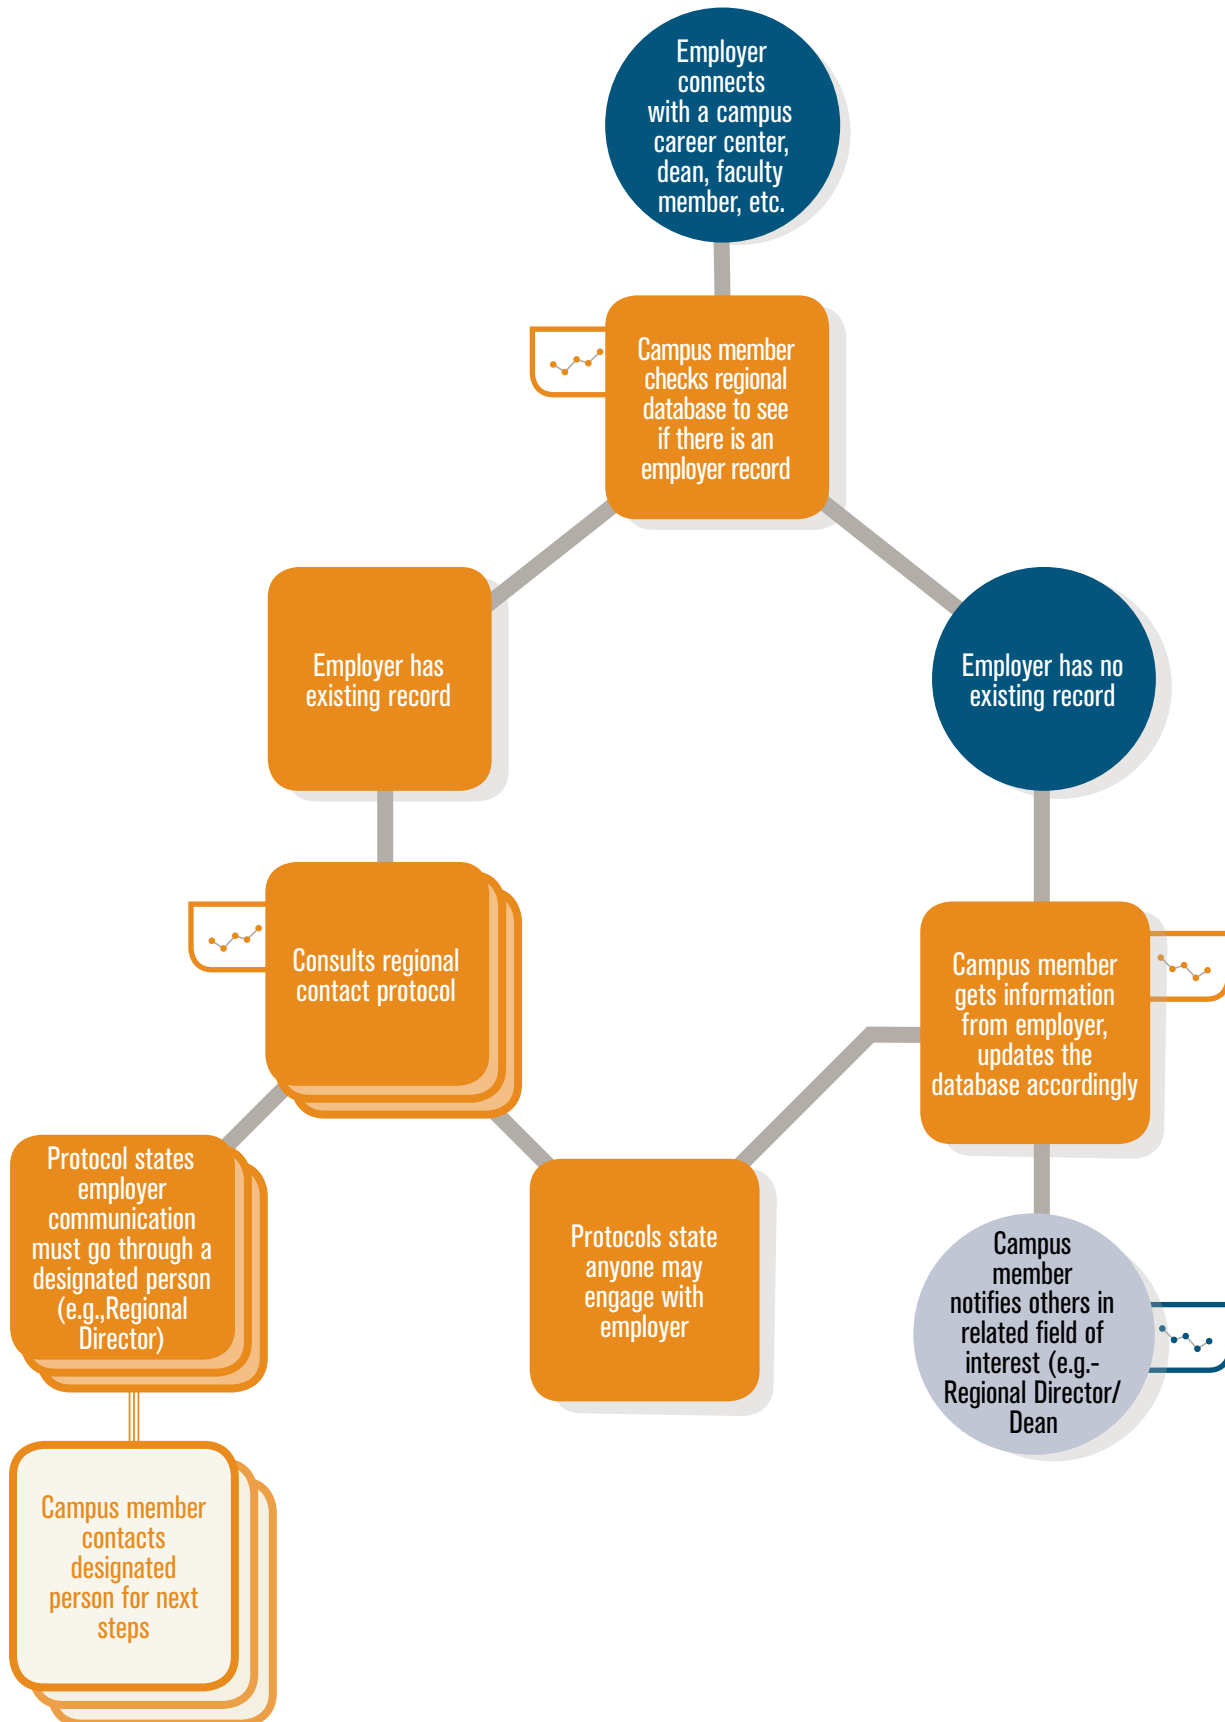 Employer
connects
with a campus
career center,
dean, faculty
member, etc.
Campus member
checks regional
database to see
if there is an
employer record
Employer has
existing record
Employer has no
existing record
Consults regional
contact protocol
Campus member
gets information
from employer,
updates the
database accordingly
Protocol states
employer
communication
must go through a
designated person
(e.g.,Regional
Director)
Protocols state
anyone may
engage with
employer
Campus
member
notifies others in
related field of
interest (e.g.-
Regional Director/
Dean
Campus member
contacts
designated
person for next
steps